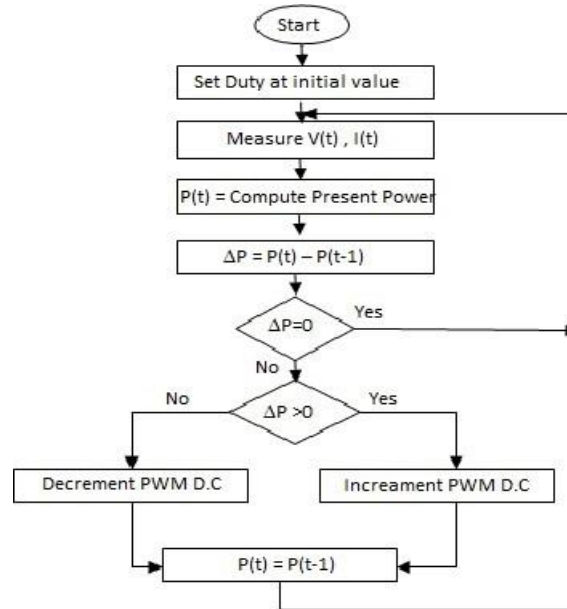 Start
Set Duty at initial value
Measure V(t) , I(t)
P(t) = Compute Present Power
ΔP = P(t) – P(t-1)
ΔP=0
Yes
No
ΔP >0
No
Yes
Decrement PWM D.C
Increament PWM D.C
P(t) = P(t-1)